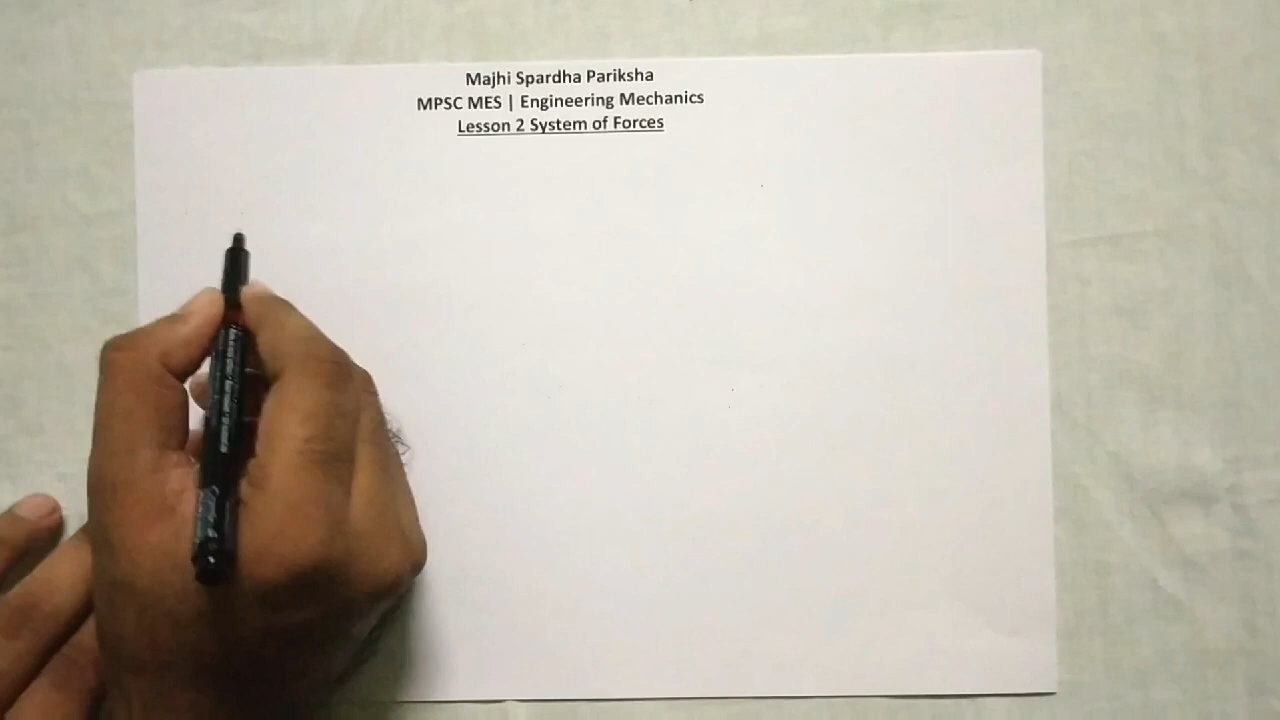 Majhi Spardha Pariksha
MPSC MES | Engineering Mechanics
Lesson 2 System of Forces